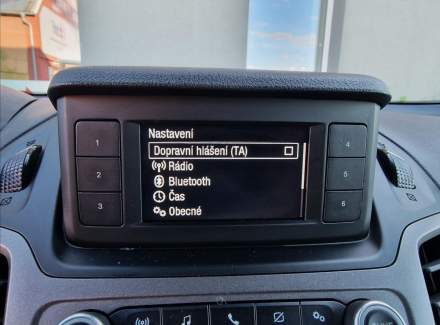 Nastavení
Dopravní hlášení (TA)
Rádio
Bluetooth
Čas
Obecné
1
2
3
4
5
6